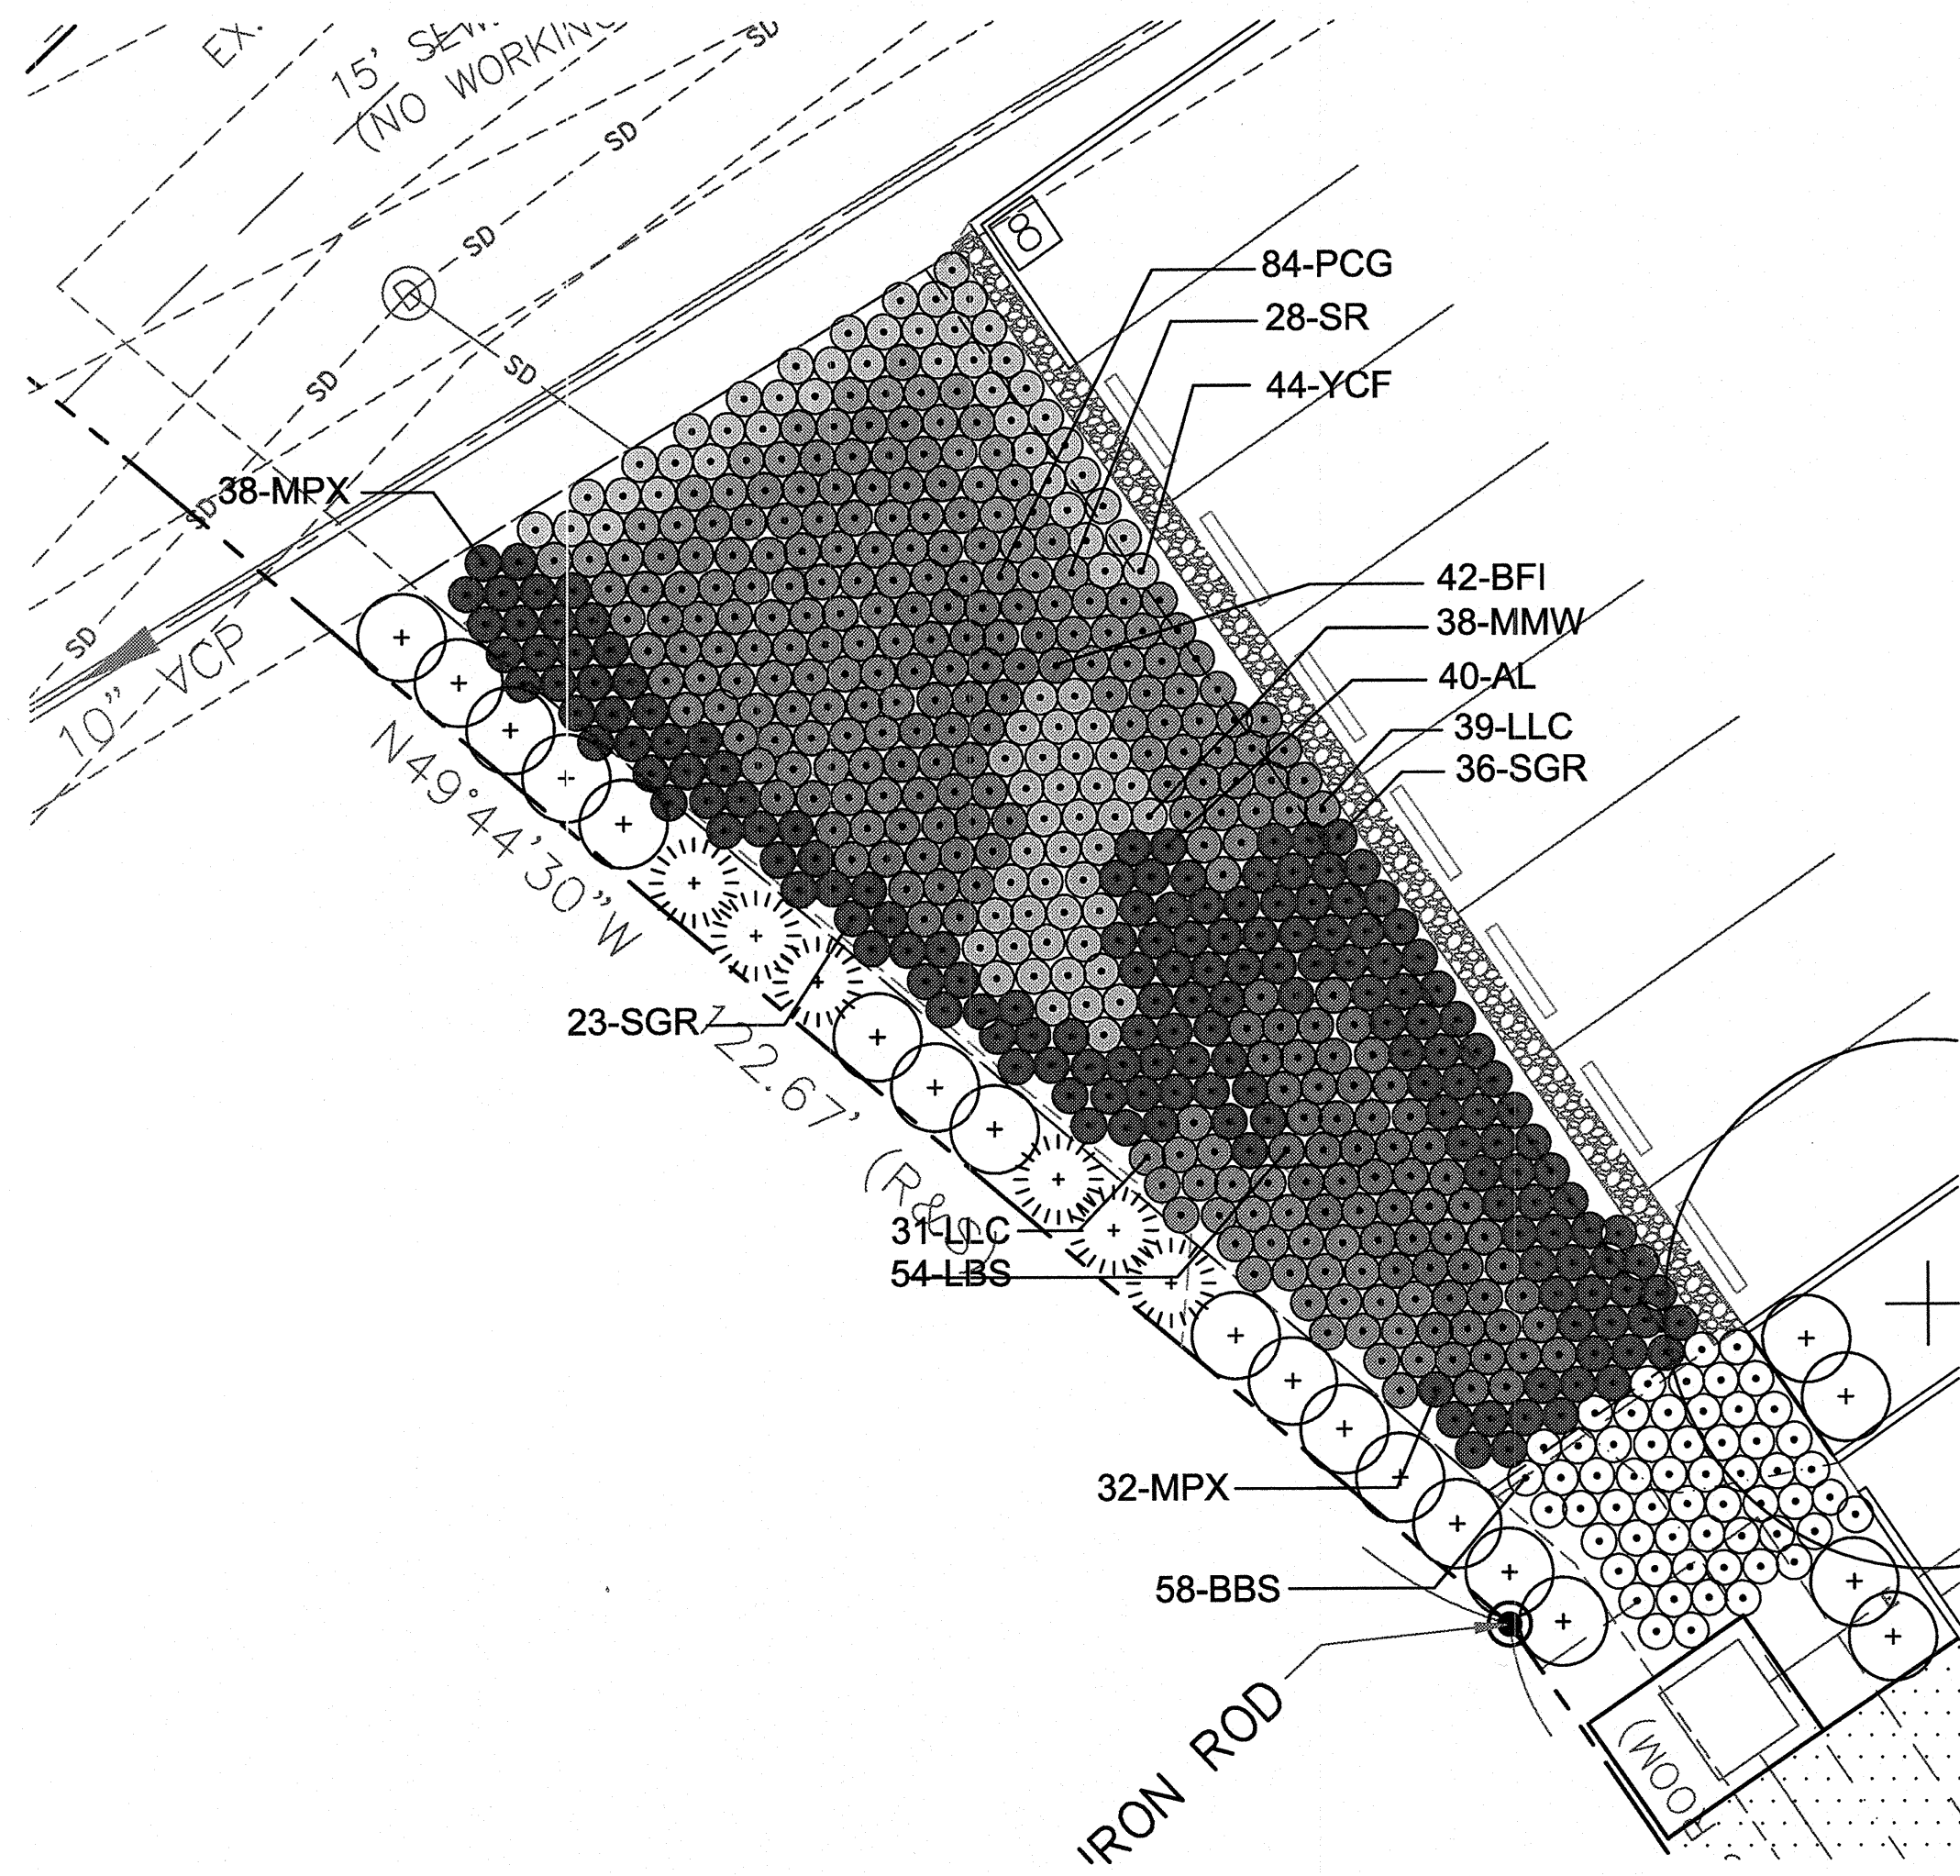 EX.
15' SEW
(NO WORKING
SD
SD
SD
SD
SD
SD
SD
D
8
84-PCG
28-SR
44-YCF
38-MPX
42-BFI
38-MMW
40-AL
39-LLC
36-SGR
10" VCP
N49°44'30"W
122.67'
(R&S)
23-SGR
31-LLC
54-LBS
32-MPX
58-BBS
IRON ROD